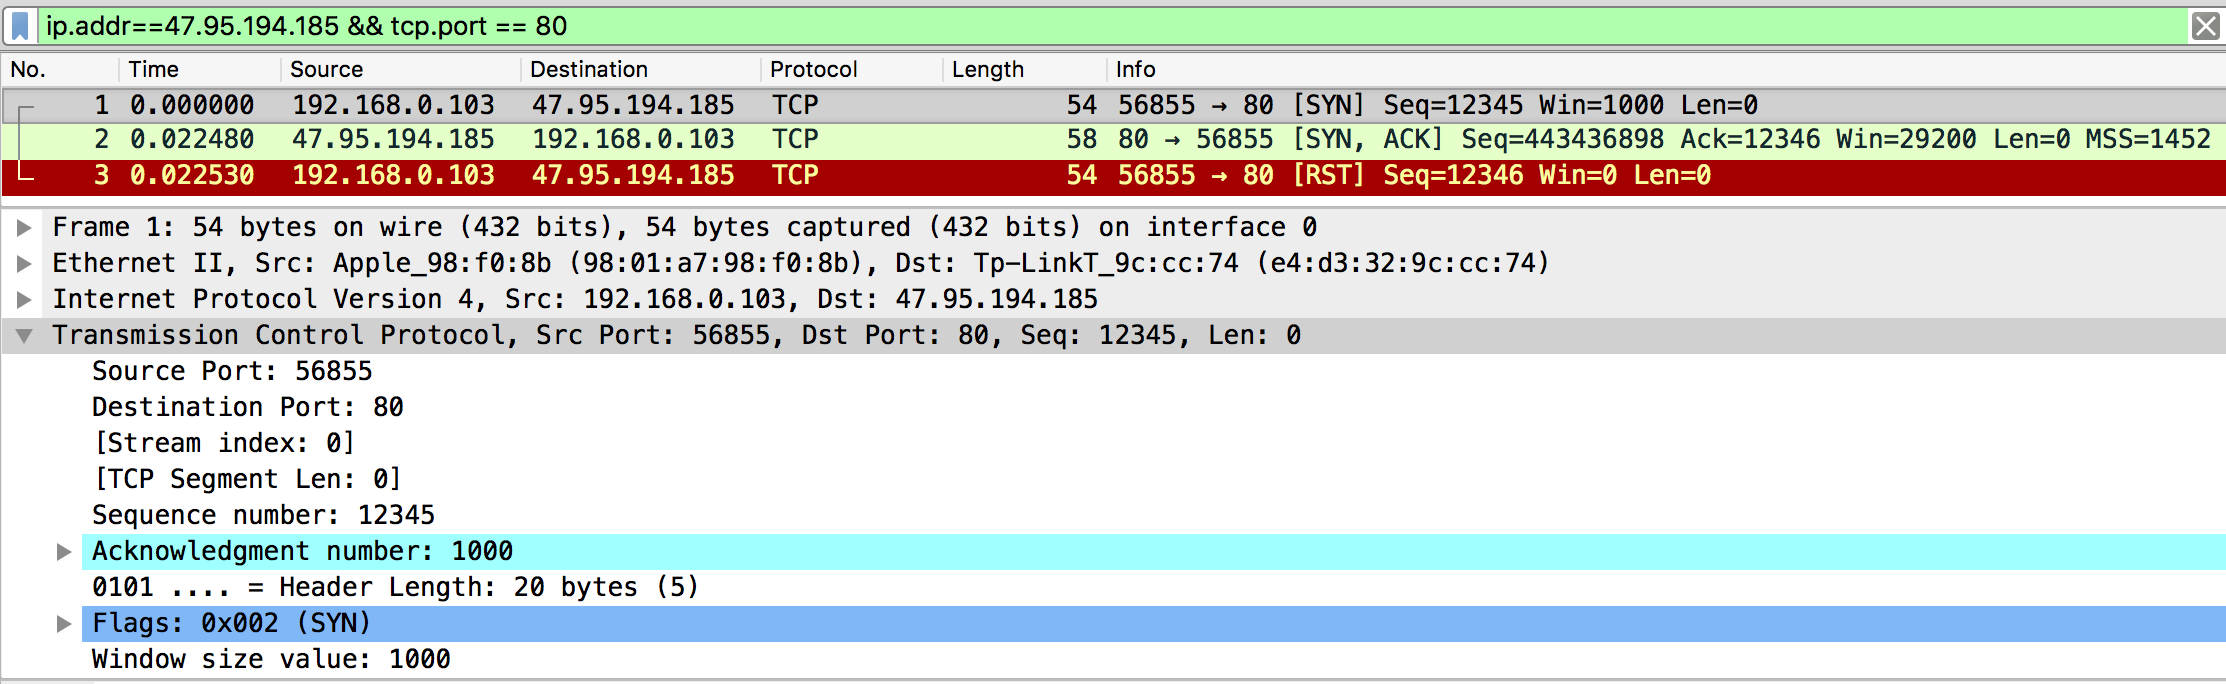 ip.addr==47.95.194.185 && tcp.port == 80
No. Time Source Destination Protocol Length Info
1 0.000000 192.168.0.103 47.95.194.185 TCP 54 56855 → 80 [SYN] Seq=12345 Win=1000 Len=0
2 0.022480 47.95.194.185 192.168.0.103 TCP 58 80 → 56855 [SYN, ACK] Seq=443436898 Ack=12346 Win=29200 Len=0 MSS=1452
3 0.022530 192.168.0.103 47.95.194.185 TCP 54 56855 → 80 [RST] Seq=12346 Win=0 Len=0
Frame 1: 54 bytes on wire (432 bits), 54 bytes captured (432 bits) on interface 0
Ethernet II, Src: Apple_98:f0:8b (98:01:a7:98:f0:8b), Dst: Tp-LinkT_9c:cc:74 (e4:d3:32:9c:cc:74)
Internet Protocol Version 4, Src: 192.168.0.103, Dst: 47.95.194.185
Transmission Control Protocol, Src Port: 56855, Dst Port: 80, Seq: 12345, Len: 0
Source Port: 56855
Destination Port: 80
[Stream index: 0]
[TCP Segment Len: 0]
Sequence number: 12345
Acknowledgment number: 1000
0101 .... = Header Length: 20 bytes (5)
Flags: 0x002 (SYN)
Window size value: 1000